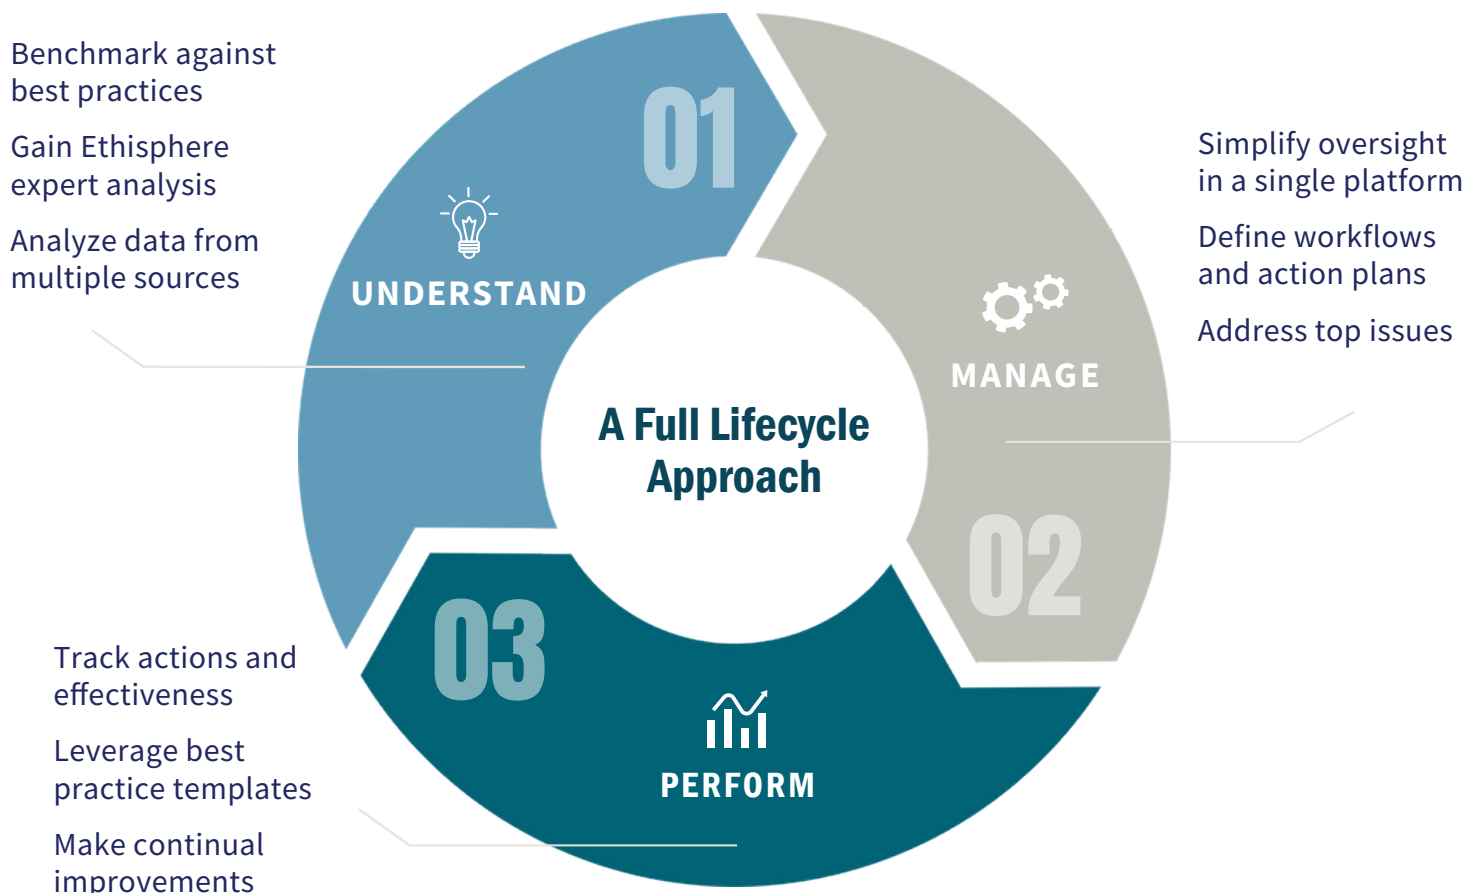 Benchmark against
best practices
Gain Ethisphere
expert analysis
Analyze data from
multiple sources
01
UNDERSTAND
Simplify oversight
in a single platform
Define workflows
and action plans
Address top issues
MANAGE
02
A Full Lifecycle
Approach
03
PERFORM
Track actions and
effectiveness
Leverage best
practice templates
Make continual
improvements